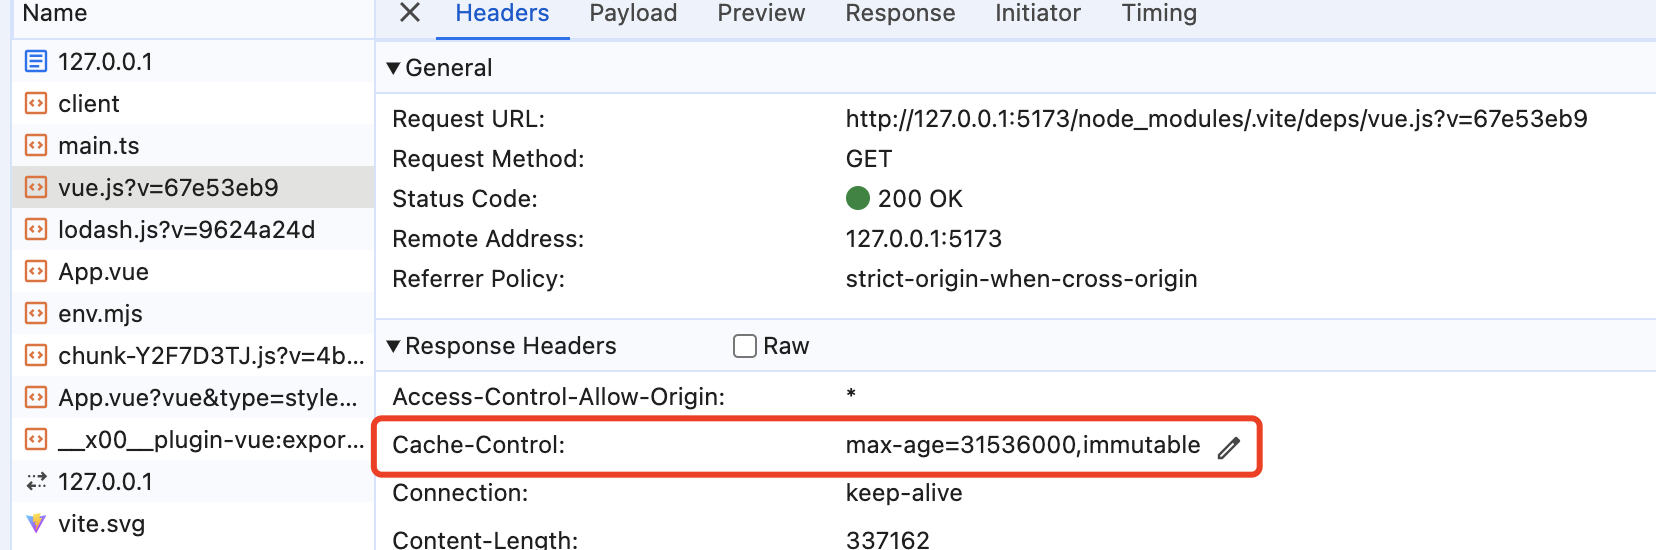 Name
127.0.0.1
client
main.ts
vue.js?v=67e53eb9
lodash.js?v=9624a24d
App.vue
env.mjs
chunk-Y2F7D3TJ.js?v=4b...
App.vue?vue&type=style...
__x00__plugin-vue:expor...
127.0.0.1
vite.svg
Headers Payload Preview Response Initiator Timing
General
Request URL: http://127.0.0.1:5173/node_modules/.vite/deps/vue.js?v=67e53eb9
Request Method: GET
Status Code: 200 OK
Remote Address: 127.0.0.1:5173
Referrer Policy: strict-origin-when-cross-origin
Response Headers Raw
Access-Control-Allow-Origin: *
Cache-Control: max-age=31536000,immutable
Connection: keep-alive
Content-Length: 337162